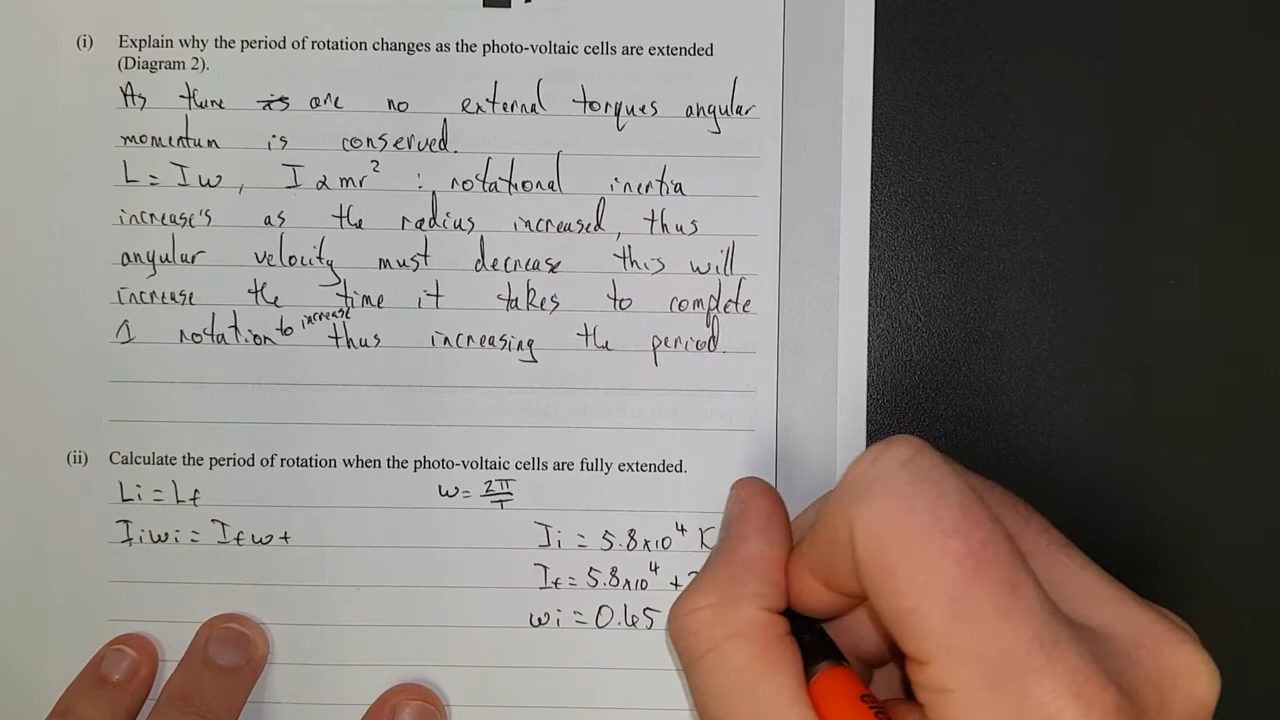 (i) Explain why the period of rotation changes as the photo-voltaic cells are extended
(Diagram 2).
As there is are no external torques angular
momentum is conserved.
L = Iω, I α mr² : rotational inertia
increase's as the radius increased, thus
angular velocity must decrease this will
increase the time it takes to complete
1 rotation to increase thus increasing the period.
(ii) Calculate the period of rotation when the photo-voltaic cells are fully extended.
Li = Lf ω = 2π/T
Iiωi = Ifωf Ii = 5.8×10⁴ K
If = 5.8×10⁴ +
ωi = 0.65